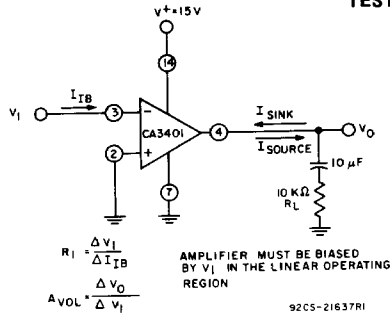 TEST
V+=15V
14
V₁
I_IB
3
-
CA3401
2
+
4
7
I_SINK
I_SOURCE
V_O
10 μF
10 KΩ
R_L
R_I = ΔV_I / ΔI_IB
A_VOL = ΔV_O / ΔV_I
AMPLIFIER MUST BE BIASED
BY V_I IN THE LINEAR OPERATING
REGION
92CS-21637R1